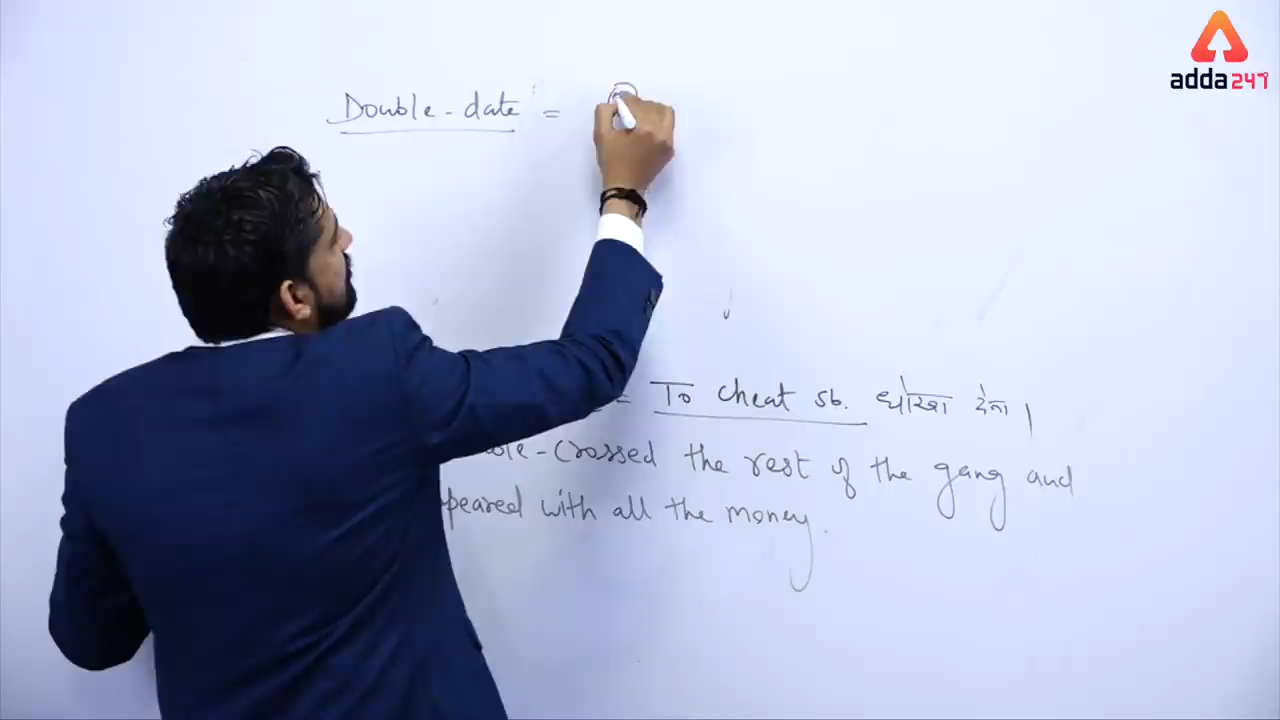 adda247
Double-date =
= To cheat sb. धोखा देना।
ole-crossed the rest of the gang and
peared with all the money.